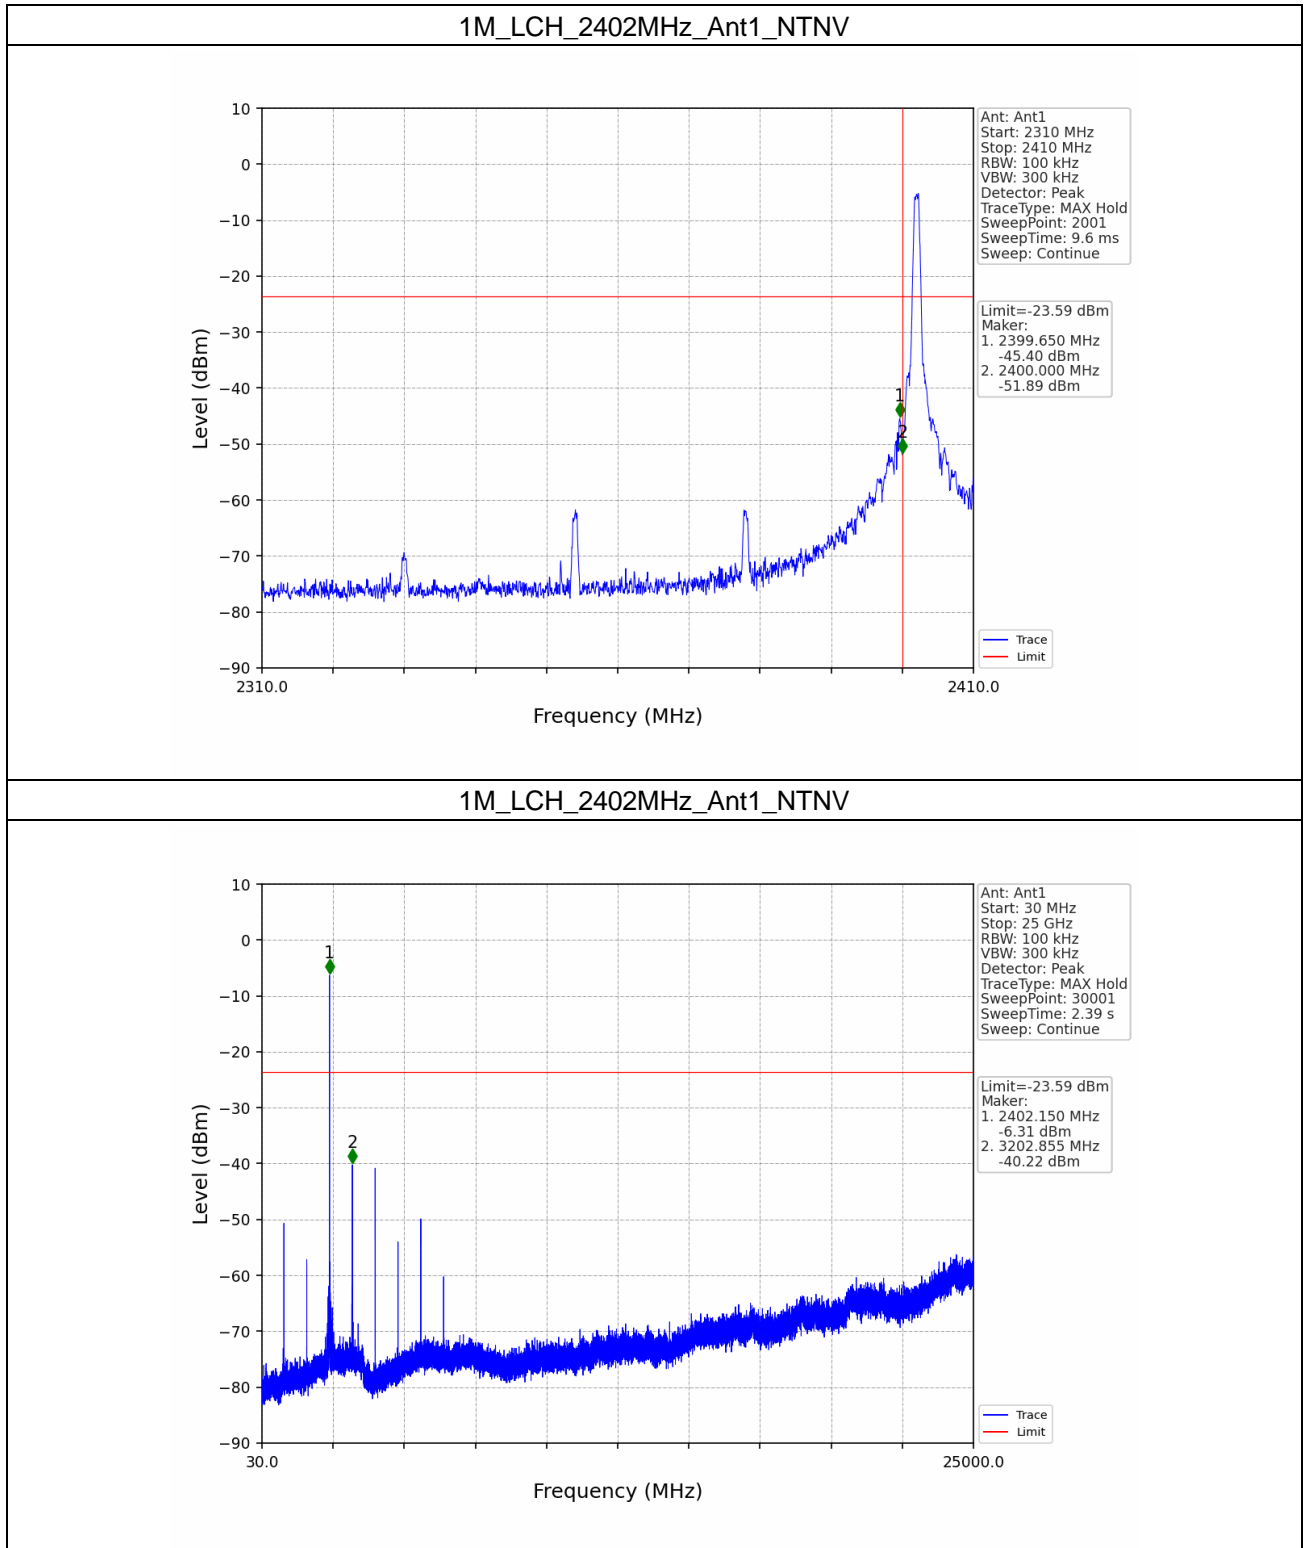 1M_LCH_2402MHz_Ant1_NTNV
10
0
−10
−20
−30
−40
−50
−60
−70
−80
−90
Level (dBm)
1
2
2310.0
2410.0
Frequency (MHz)
Ant: Ant1
Start: 2310 MHz
Stop: 2410 MHz
RBW: 100 kHz
VBW: 300 kHz
Detector: Peak
TraceType: MAX Hold
SweepPoint: 2001
SweepTime: 9.6 ms
Sweep: Continue
Limit=-23.59 dBm
Maker:
1. 2399.650 MHz
-45.40 dBm
2. 2400.000 MHz
-51.89 dBm
Trace
Limit
1M_LCH_2402MHz_Ant1_NTNV
10
0
−10
−20
−30
−40
−50
−60
−70
−80
−90
Level (dBm)
1
2
30.0
25000.0
Frequency (MHz)
Ant: Ant1
Start: 30 MHz
Stop: 25 GHz
RBW: 100 kHz
VBW: 300 kHz
Detector: Peak
TraceType: MAX Hold
SweepPoint: 30001
SweepTime: 2.39 s
Sweep: Continue
Limit=-23.59 dBm
Maker:
1. 2402.150 MHz
-6.31 dBm
2. 3202.855 MHz
-40.22 dBm
Trace
Limit